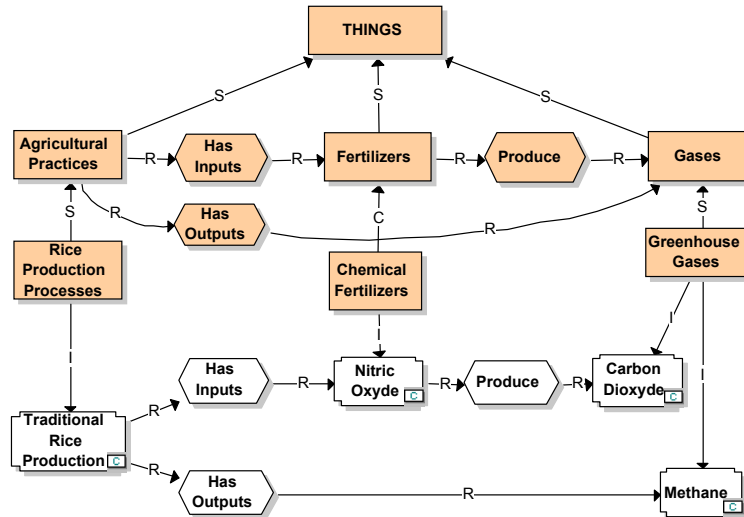 THINGS
S
S
S
Agricultural
Practices
R
Has
Inputs
R
Fertilizers
R
Produce
R
Gases
S
R
Has
Outputs
R
C
S
Rice
Production
Processes
Chemical
Fertilizers
Greenhouse
Gases
I
I
I
I
Has
Inputs
R
R
Nitric
Oxyde
C
R
Produce
R
Carbon
Dioxyde
C
Traditional
Rice
Production
C
R
Has
Outputs
R
Methane
C